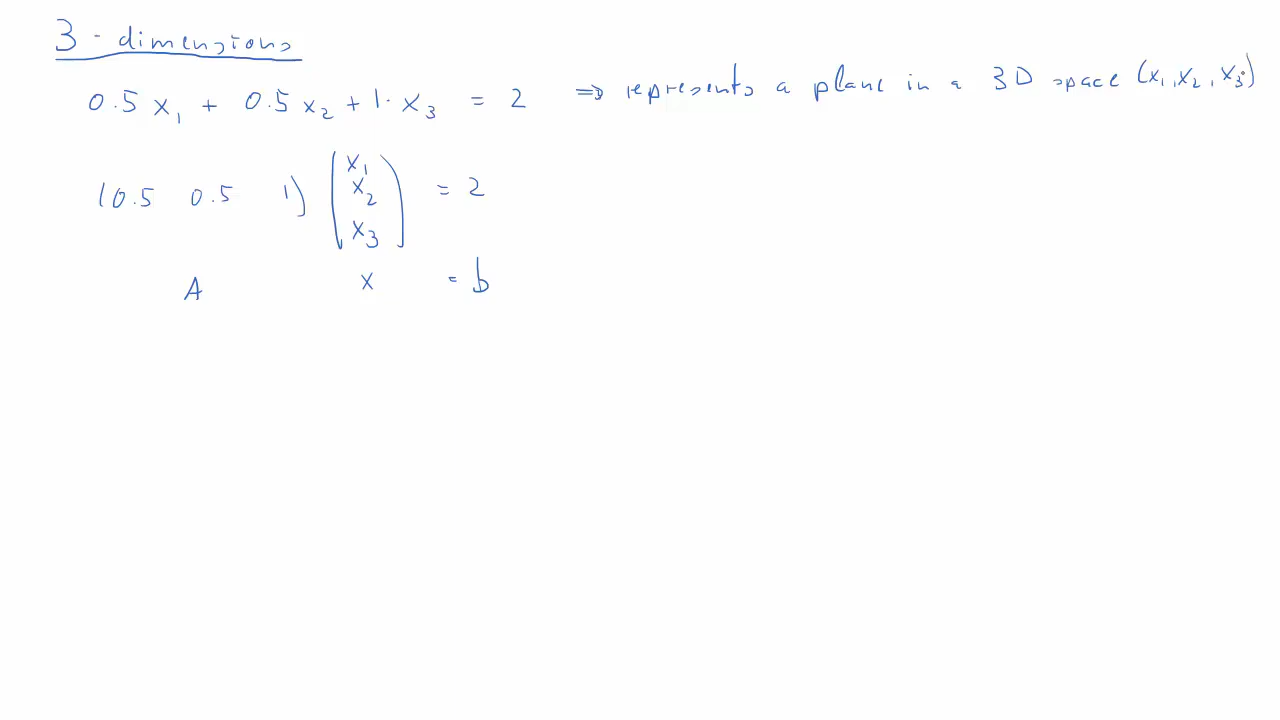 3-dimensions
0.5 x₁ + 0.5 x₂ + 1· x₃ = 2 ⇒ represents a plane in a 3D space (x₁, x₂, x₃)
(0.5 0.5 1) (x₁ x₂ x₃) = 2
A x = b